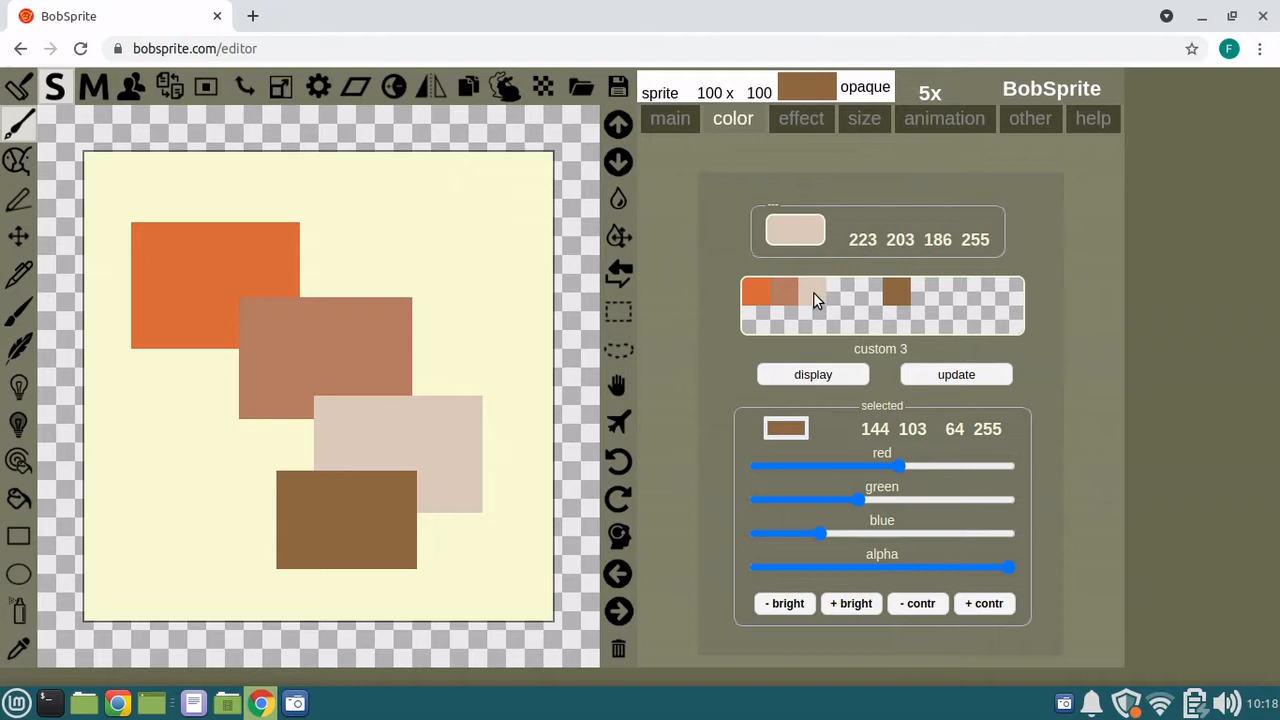 BobSprite
bobsprite.com/editor
F
S M
sprite 100 x 100 opaque 5x BobSprite
main color effect size animation other help
---
223 203 186 255
custom 3
display update
selected
144 103 64 255
red
green
blue
alpha
- bright + bright - contr + contr
10:18